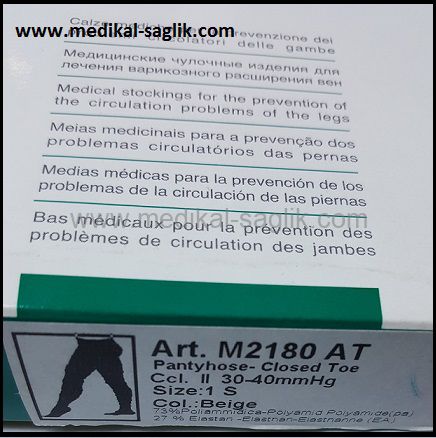 www.medikal-saglik.com
Calze
prevenzione dei
circolatori delle gambe
Медицинские чулочные изделия для
лечения варикозного расширения вен
Medical stockings for the prevention of
the circulation problems of the legs
Meias medicinais para a prevenção dos
problemas circulatórios das pernas
Medias médicas para la prevención de los
problemas de la circulación de las piernas
www.medikal-saglik.com
Bas médicaux pour la prévention des
problèmes de circulation des jambes
Art. M2180 AT
Pantyhose- Closed Toe
Ccl. II 30-40mmHg
Size:1 S
Col.:Beige
73%Poliammidica-Polyamid Polyamide(pa)
27 % Elastan -Elasthan-Elasthanne (EA)